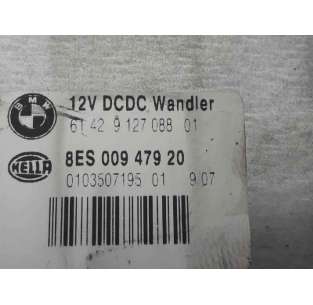 BMW
12V DCDC Wandler
61 42 9 127 088 01
HELLA
8ES 009 479 20
0103507195 01 9 07